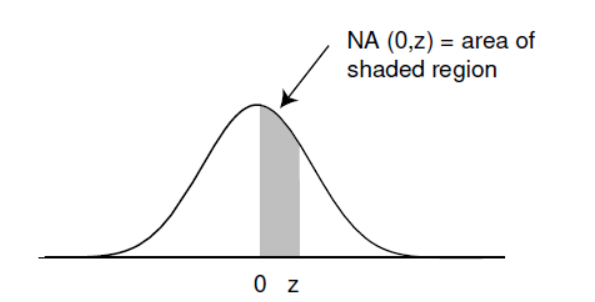 NA (0,z) = area of
shaded region
0 z